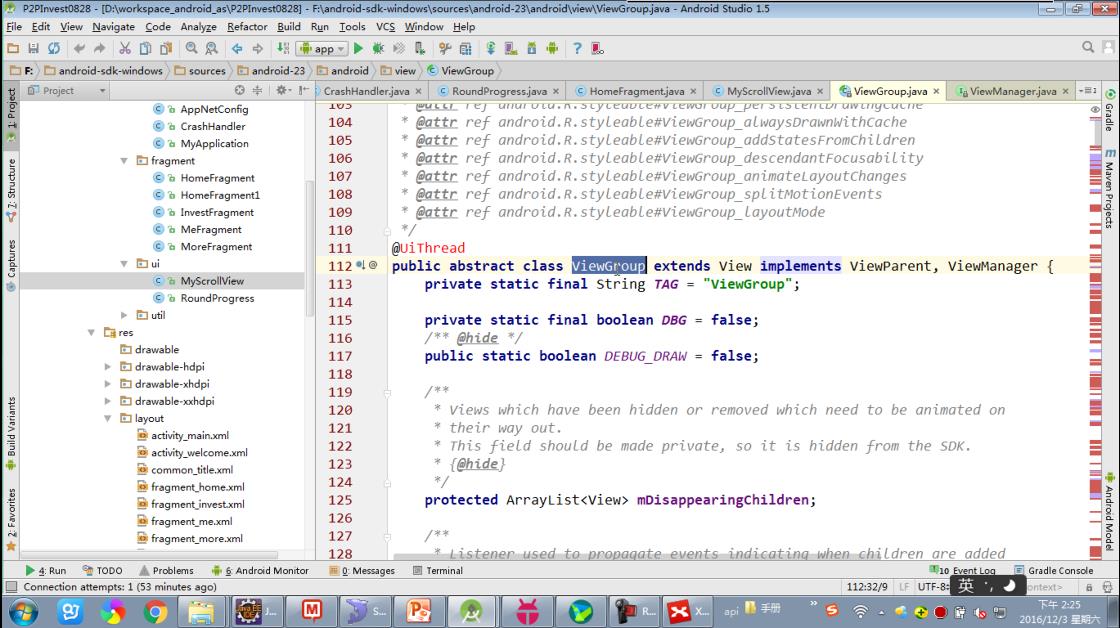 P2PInvest0828 - [D:\workspace_android_as\P2PInvest0828] - F:\android-sdk-windows\sources\android-23\android\view\ViewGroup.java - Android Studio 1.5
File Edit View Navigate Code Analyze Refactor Build Run Tools VCS Window Help
app
F: android-sdk-windows sources android-23 android view ViewGroup.java
Project
CrashHandler.java RoundProgress.java HomeFragment.java MyScrollView.java ViewGroup.java ViewManager.java
1: Project
7: Structure
Captures
Build Variants
2: Favorites
AppNetConfig
CrashHandler
MyApplication
fragment
HomeFragment
HomeFragment1
InvestFragment
MeFragment
MoreFragment
ui
MyScrollView
RoundProgress
util
res
drawable
drawable-hdpi
drawable-xhdpi
drawable-xxhdpi
layout
activity_main.xml
activity_welcome.xml
common_title.xml
fragment_home.xml
fragment_invest.xml
fragment_me.xml
fragment_more.xml
103 * @attr ref android.R.styleable#ViewGroup_persistentDrawingCache
104 * @attr ref android.R.styleable#ViewGroup_alwaysDrawnWithCache
105 * @attr ref android.R.styleable#ViewGroup_addStatesFromChildren
106 * @attr ref android.R.styleable#ViewGroup_descendantFocusability
107 * @attr ref android.R.styleable#ViewGroup_animateLayoutChanges
108 * @attr ref android.R.styleable#ViewGroup_splitMotionEvents
109 * @attr ref android.R.styleable#ViewGroup_layoutMode
110 */
111 @UiThread
112 public abstract class ViewGroup extends View implements ViewParent, ViewManager {
113 private static final String TAG = "ViewGroup";
114
115 private static final boolean DBG = false;
116 /** @hide */
117 public static boolean DEBUG_DRAW = false;
118
119 /**
120 * Views which have been hidden or removed which need to be animated on
121 * their way out.
122 * This field should be made private, so it is hidden from the SDK.
123 * {@hide}
124 */
125 protected ArrayList<View> mDisappearingChildren;
126
127 /**
128 * Listener used to propagate events indicating when children are added
Gradle
Maven Projects
Android Model
4: Run TODO Problems 6: Android Monitor 0: Messages Terminal 10 Event Log Gradle Console
Connection attempts: 1 (53 minutes ago) 112:32/9 LF UTF-8 英 ntext>
J... S... R... X... api 手册
下午 2:25
2016/12/3 星期六